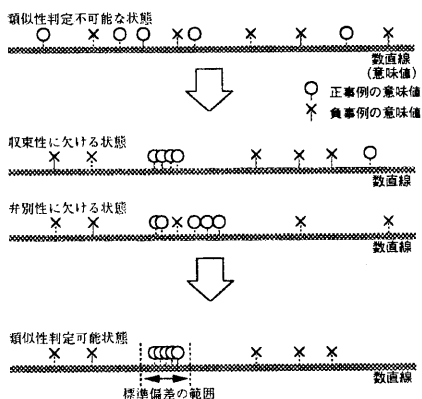 類似性判定不可能な状態
数直線
(意味値)
正事例の意味値
負事例の意味値
収束性に欠ける状態
数直線
弁別性に欠ける状態
数直線
類似性判定可能状態
数直線
標準偏差の範囲